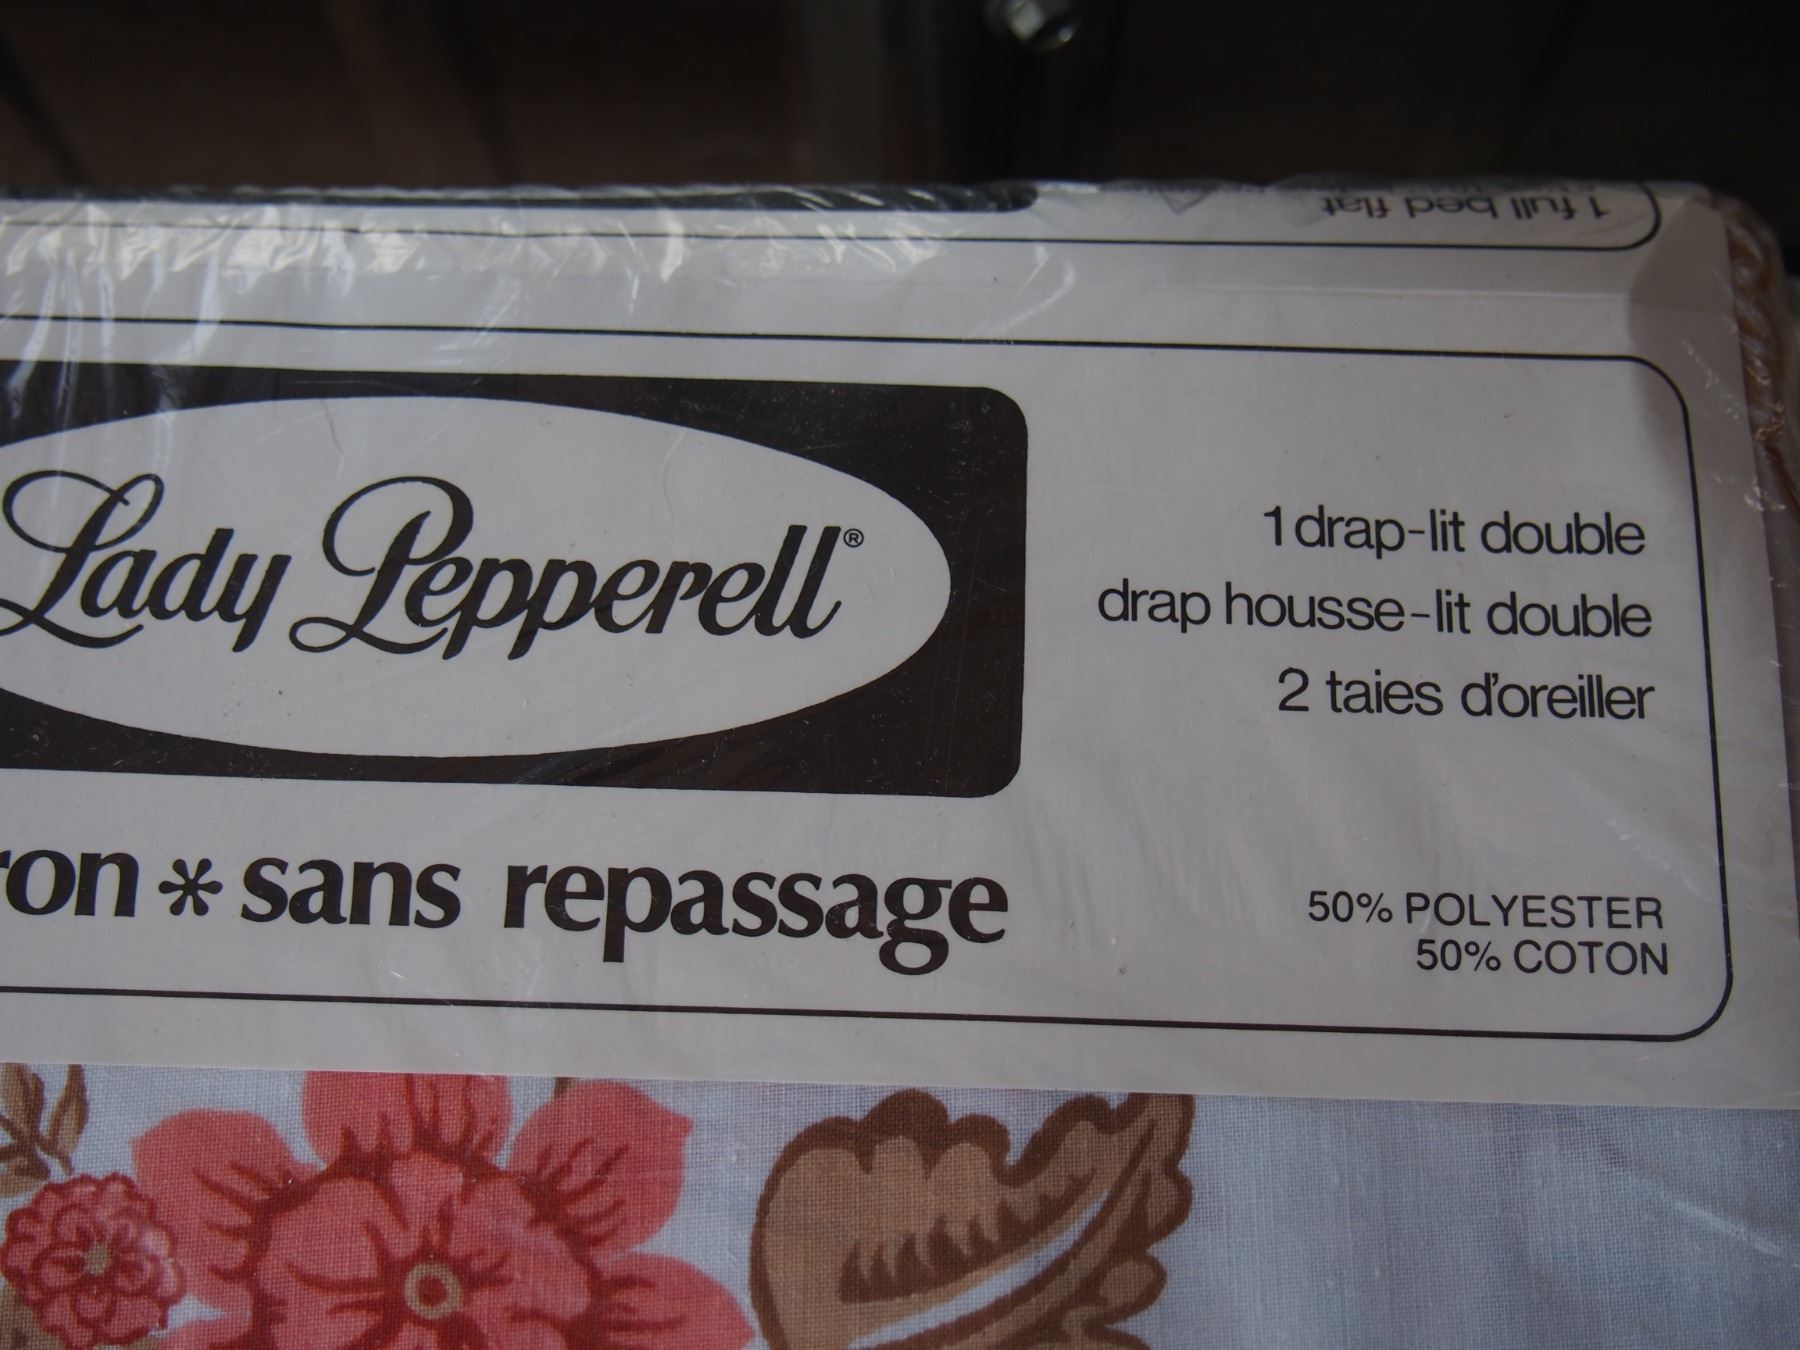 1 full bed flat
Lady Pepperell®
1 drap-lit double
drap housse-lit double
2 taies d'oreiller
ron * sans repassage
50% POLYESTER
50% COTON